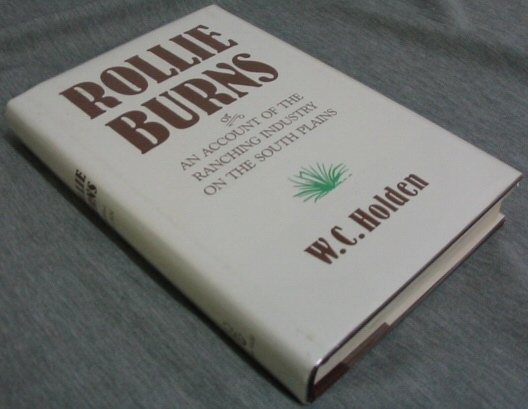 ROLLIE
BURNS
or
AN ACCOUNT OF THE
RANCHING INDUSTRY
ON THE SOUTH PLAINS
W.C. Holden